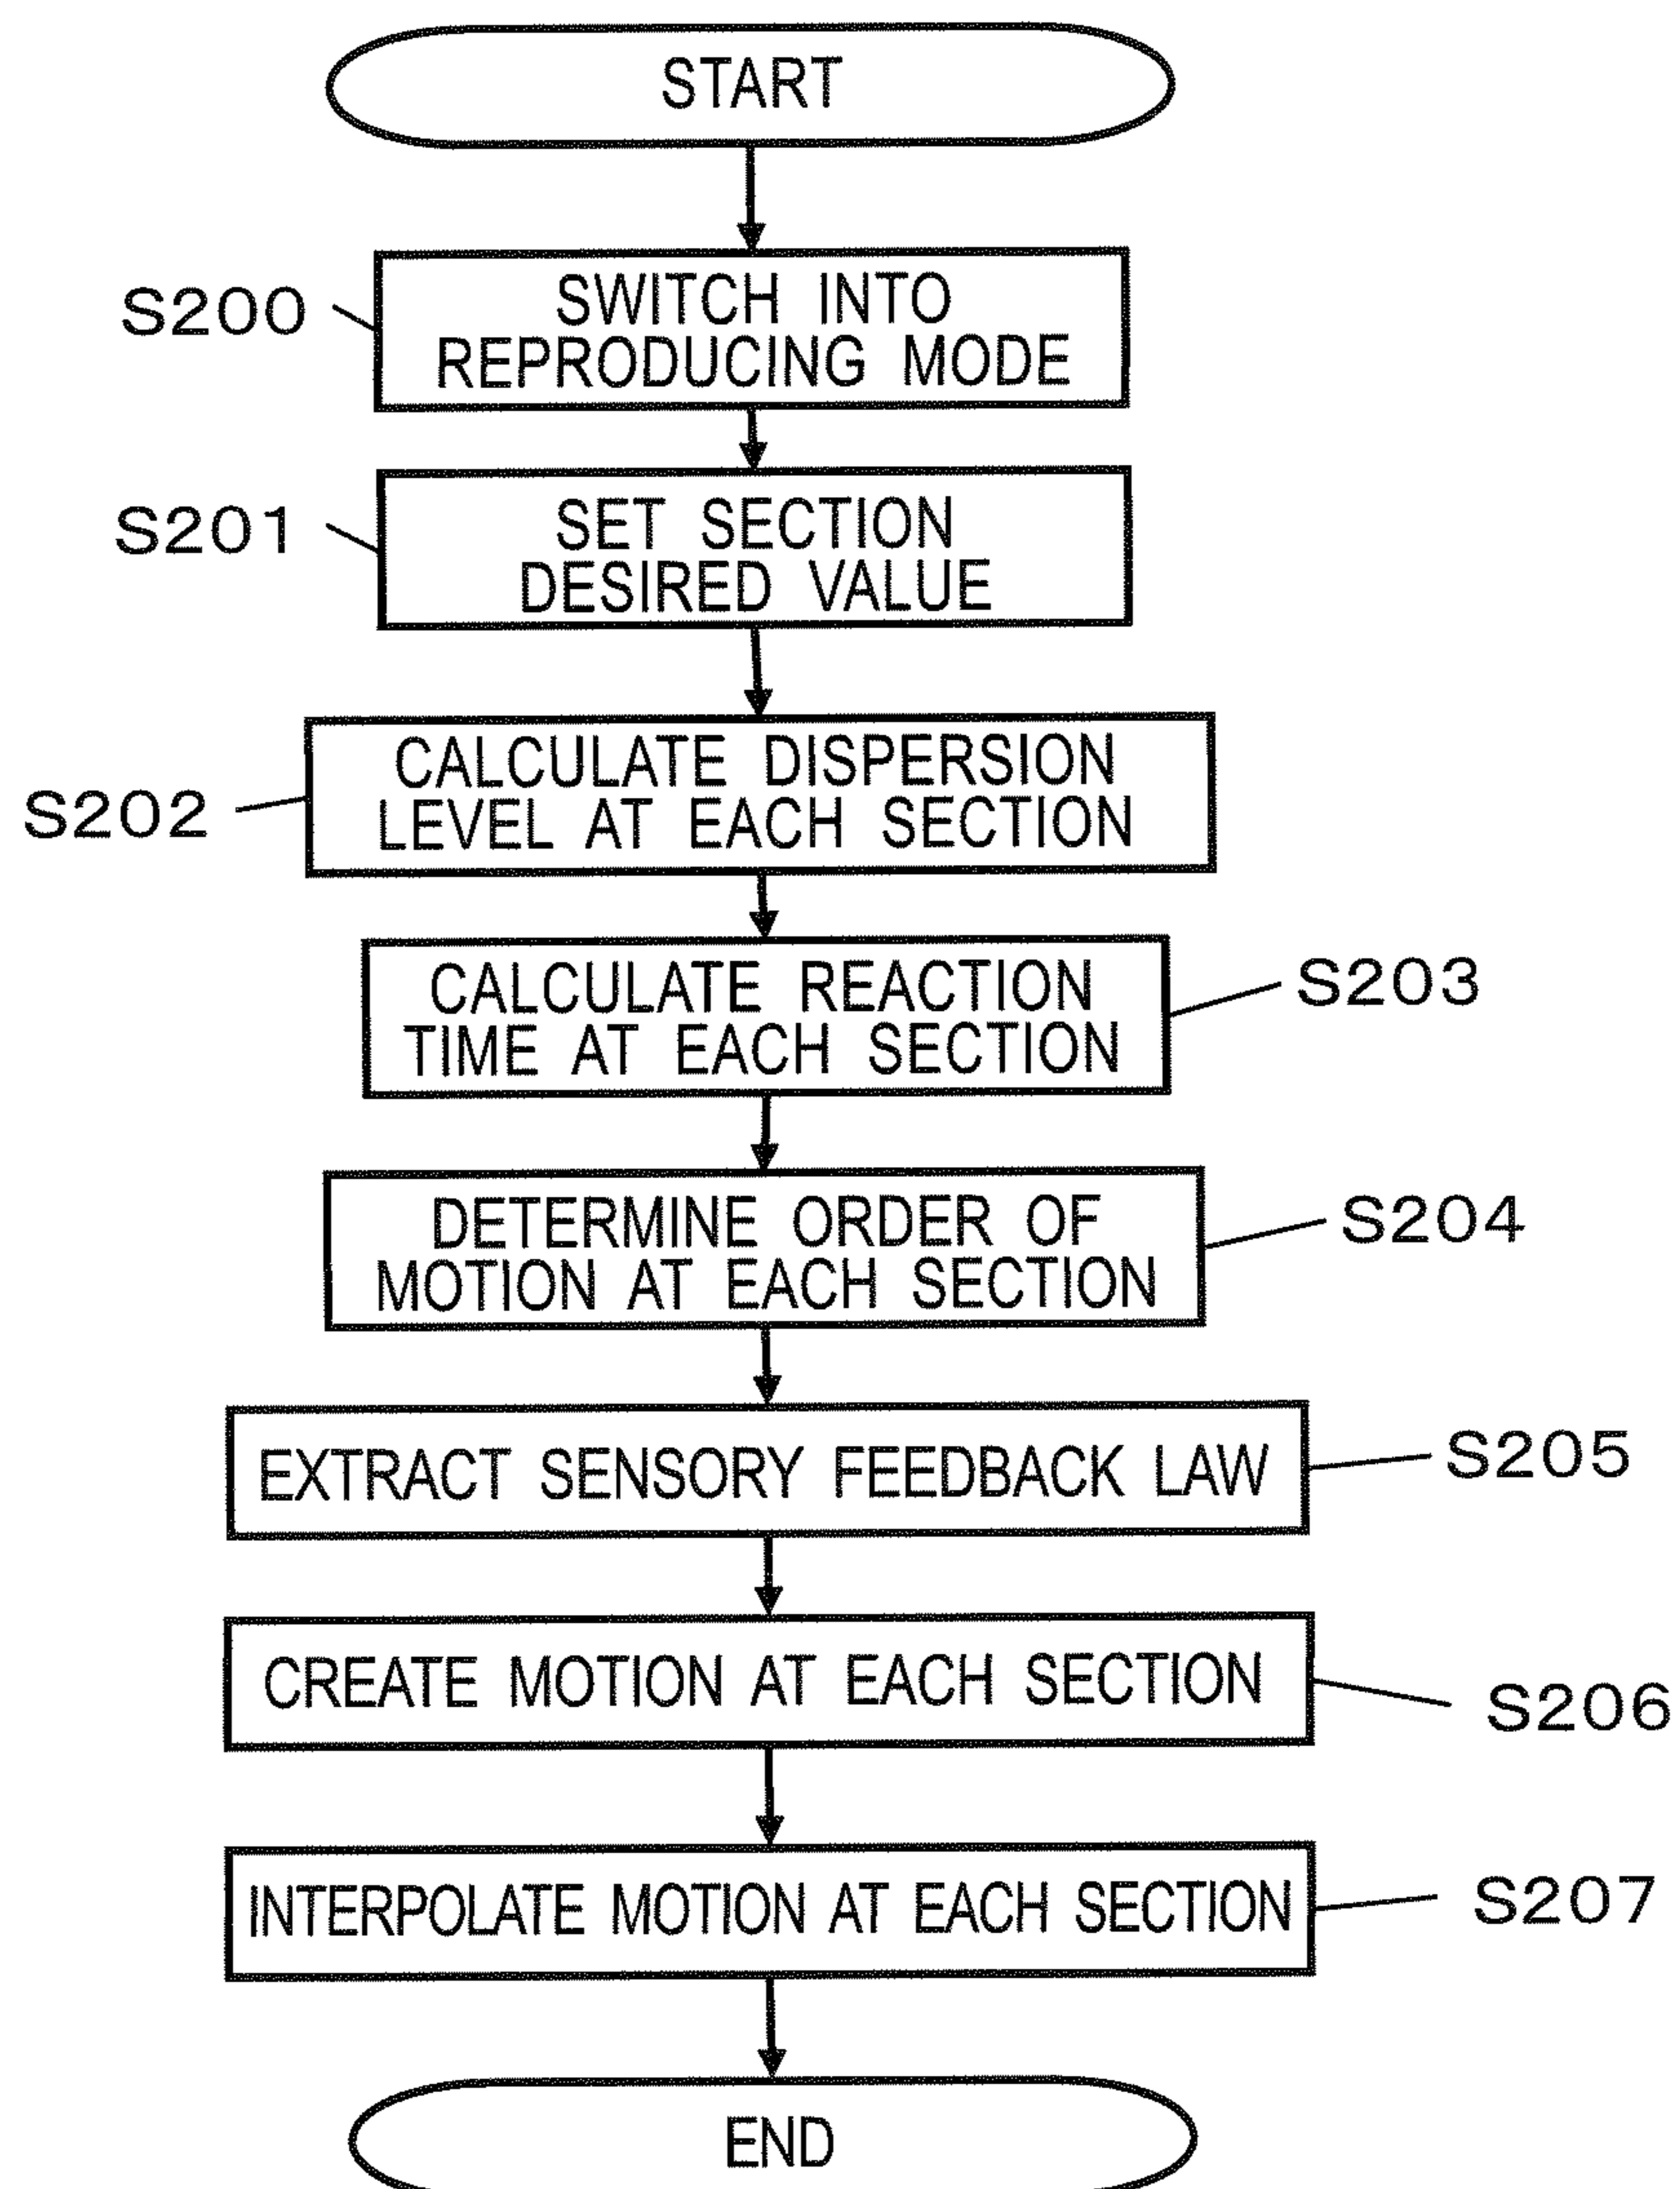 START
S200
SWITCH INTO
REPRODUCING MODE
S201
SET SECTION
DESIRED VALUE
S202
CALCULATE DISPERSION
LEVEL AT EACH SECTION
CALCULATE REACTION
TIME AT EACH SECTION
S203
DETERMINE ORDER OF
MOTION AT EACH SECTION
S204
EXTRACT SENSORY FEEDBACK LAW
S205
CREATE MOTION AT EACH SECTION
S206
INTERPOLATE MOTION AT EACH SECTION
S207
END